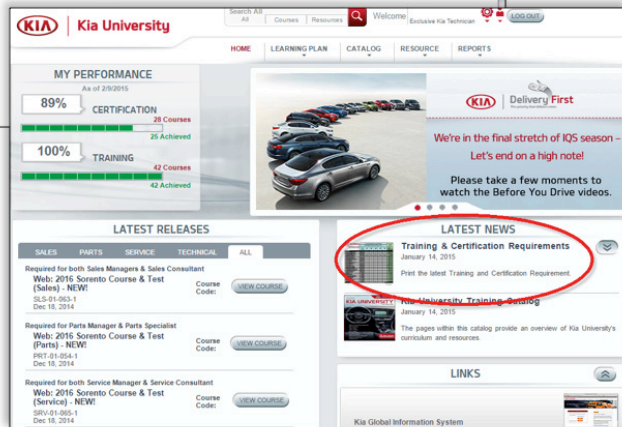 Search All
KIA
Kia University
All
Courses
Resources
Welcome
Exclusive Kia Technician
LOG OUT
HOME
LEARNING PLAN
CATALOG
RESOURCE
REPORTS
MY PERFORMANCE
As of 2/9/2015
89%
CERTIFICATION
28 Courses
25 Achieved
100%
TRAINING
42 Courses
42 Achieved
KIA
Delivery First
We're in the final stretch of IQS season –
Let's end on a high note!
Please take a few moments to
watch the Before You Drive videos.
LATEST RELEASES
SALES
PARTS
SERVICE
TECHNICAL
ALL
Required for both Sales Managers & Sales Consultant
Web: 2016 Sorento Course & Test
(Sales) - NEW!
SLS-01-063-1
Dec 18, 2014
Course
Code:
VIEW COURSE
Required for Parts Manager & Parts Specialist
Web: 2016 Sorento Course & Test
(Parts) - NEW!
PRT-01-054-1
Dec 18, 2014
Course
Code:
VIEW COURSE
Required for both Service Manager & Service Consultant
Web: 2016 Sorento Course & Test
(Service) - NEW!
SRV-01-065-1
Dec 18, 2014
Course
Code:
VIEW COURSE
LATEST NEWS
Training & Certification Requirements
January 14, 2015
Print the latest Training and Certification Requirement.
KIA UNIVERSITY
Kia University Training Catalog
January 14, 2015
The pages within this catalog provide an overview of Kia University's
curriculum and resources.
LINKS
Kia Global Information System